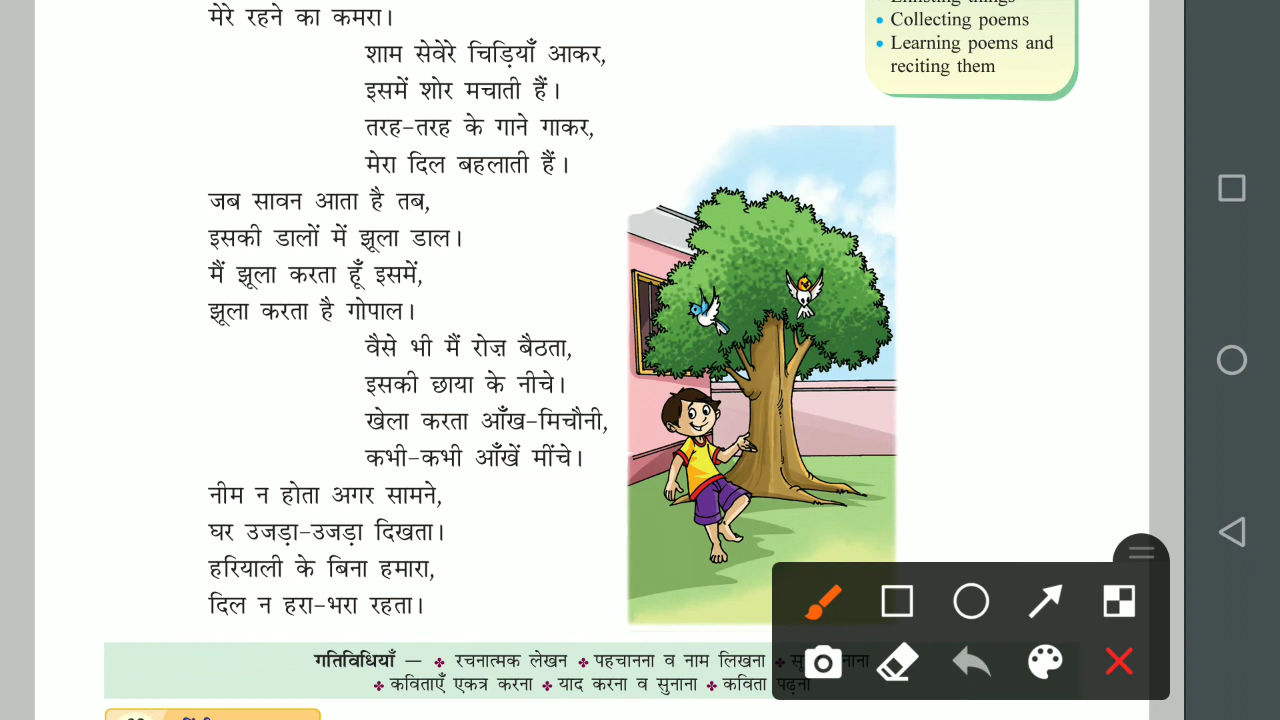 मेरे रहने का कमरा।
शाम सेवेरे चिड़ियाँ आकर,
इसमें शोर मचाती हैं।
तरह-तरह के गाने गाकर,
मेरा दिल बहलाती हैं।
जब सावन आता है तब,
इसकी डालों में झूला डाल।
मैं झूला करता हूँ इसमें,
झूला करता है गोपाल।
वैसे भी मैं रोज़ बैठता,
इसकी छाया के नीचे।
खेला करता आँख-मिचौनी,
कभी-कभी आँखें मींचे।
नीम न होता अगर सामने,
घर उजड़ा-उजड़ा दिखता।
हरियाली के बिना हमारा,
दिल न हरा-भरा रहता।
• Collecting poems
• Learning poems and
reciting them
गतिविधियाँ — ❖ रचनात्मक लेखन ❖ पहचानना व नाम लिखना ❖
❖ कविताएँ एकत्र करना ❖ याद करना व सुनाना ❖ कविता पढ़ना